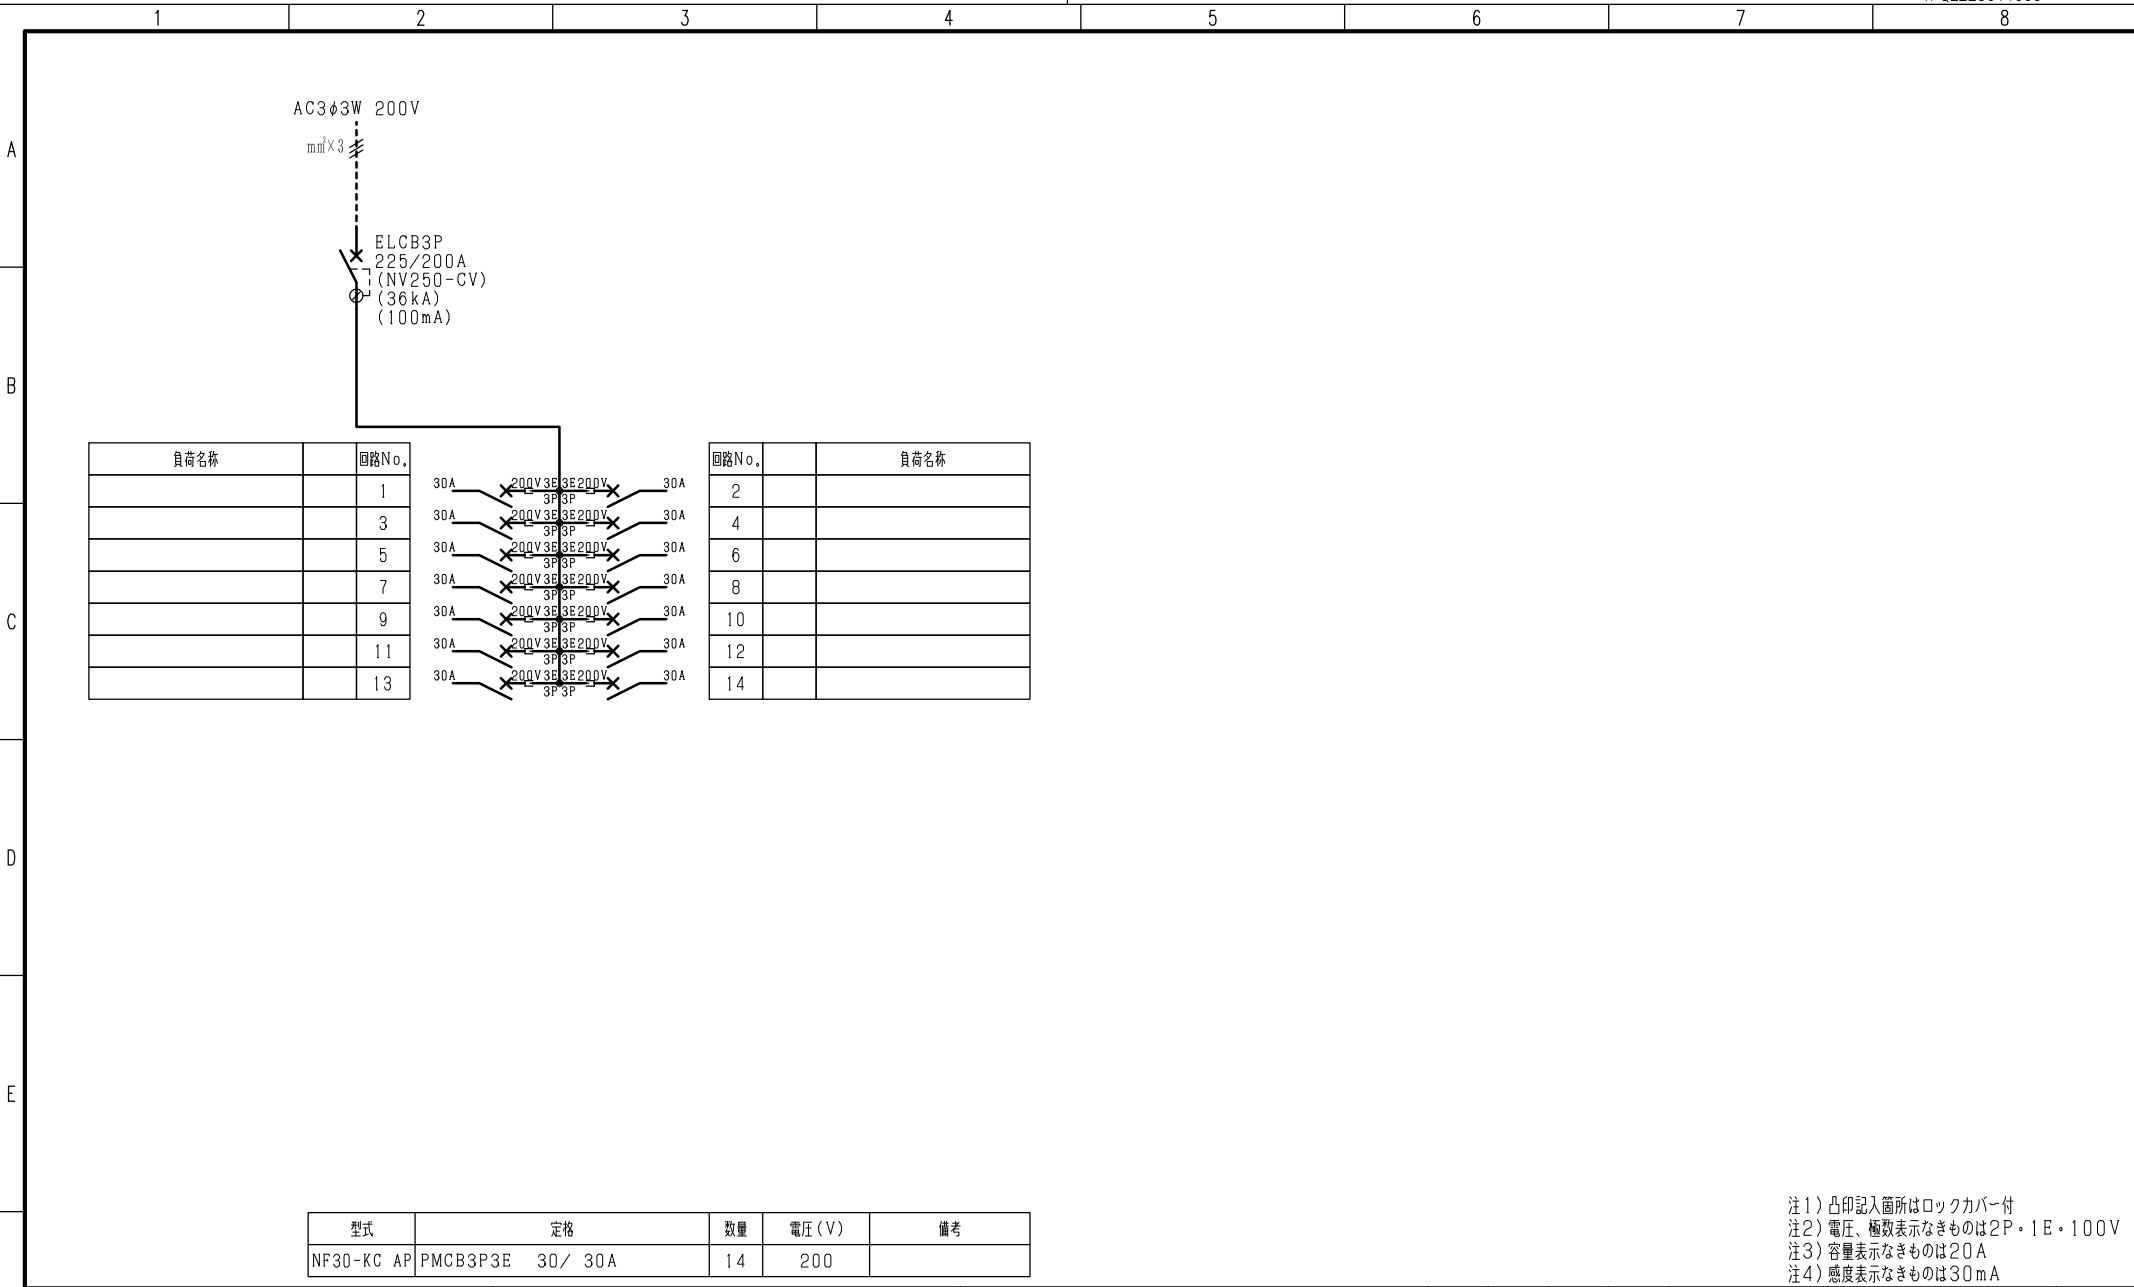 1 2 3 4 5 6 7 8
A
B
C
D
E
AC3φ3W 200V
mm²×3
ELCB3P
225/200A
(NV250-CV)
(36kA)
(100mA)
負荷名称 回路No. 回路No. 負荷名称
1 30A 200V 3E 3E 200V 30A 2
3P 3P
3 30A 200V 3E 3E 200V 30A 4
3P 3P
5 30A 200V 3E 3E 200V 30A 6
3P 3P
7 30A 200V 3E 3E 200V 30A 8
3P 3P
9 30A 200V 3E 3E 200V 30A 10
3P 3P
11 30A 200V 3E 3E 200V 30A 12
3P 3P
13 30A 200V 3E 3E 200V 30A 14
3P 3P
型式 定格 数量 電圧(V) 備考
NF30-KC AP PMCB3P3E 30/ 30A 14 200
注1)凸印記入箇所はロックカバー付
注2)電圧、極数表示なきものは2P・1E・100V
注3)容量表示なきものは20A
注4)感度表示なきものは30mA